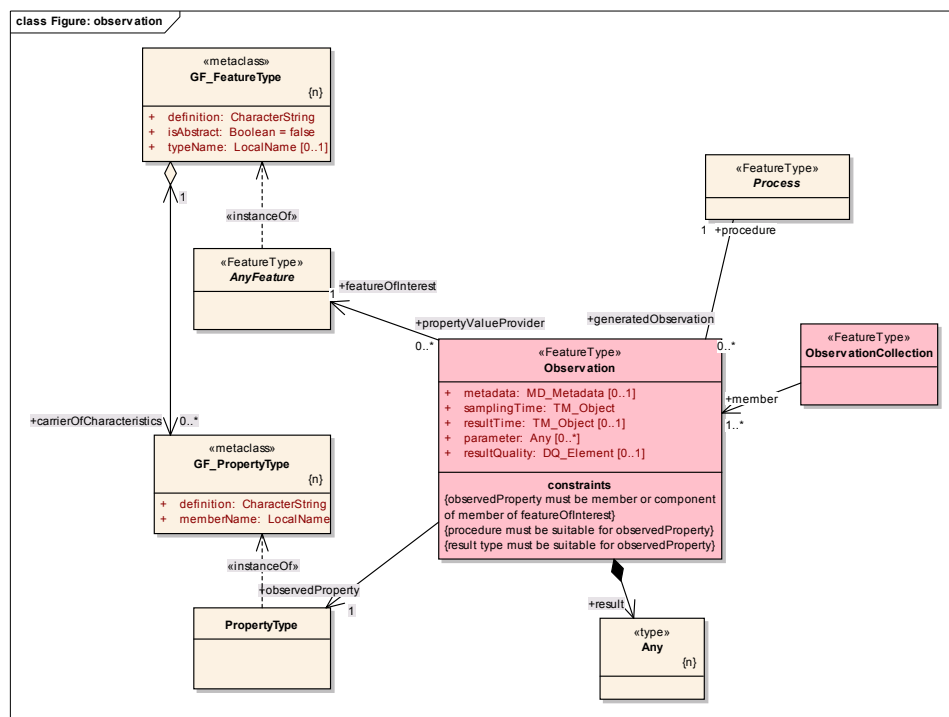 class Figure: observation
«metaclass»
GF_FeatureType
{n}
+ definition: CharacterString
+ isAbstract: Boolean = false
+ typeName: LocalName [0..1]
1
«instanceOf»
«FeatureType»
AnyFeature
+featureOfInterest
1
+propertyValueProvider
0..*
«FeatureType»
Process
1 +procedure
+generatedObservation
0..*
«FeatureType»
ObservationCollection
+member
1..*
«FeatureType»
Observation
+ metadata: MD_Metadata [0..1]
+ samplingTime: TM_Object
+ resultTime: TM_Object [0..1]
+ parameter: Any [0..*]
+ resultQuality: DQ_Element [0..1]
constraints
{observedProperty must be member or component
of member of featureOfInterest}
{procedure must be suitable for observedProperty}
{result type must be suitable for observedProperty}
+carrierOfCharacteristics
0..*
«metaclass»
GF_PropertyType
{n}
+ definition: CharacterString
+ memberName: LocalName
«instanceOf»
+observedProperty
1
PropertyType
+result
«type»
Any
{n}